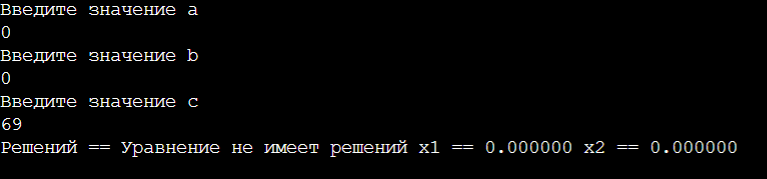 Введите значение a
0
Введите значение b
0
Введите значение c
69
Решений == Уравнение не имеет решений x1 == 0.000000 x2 == 0.000000